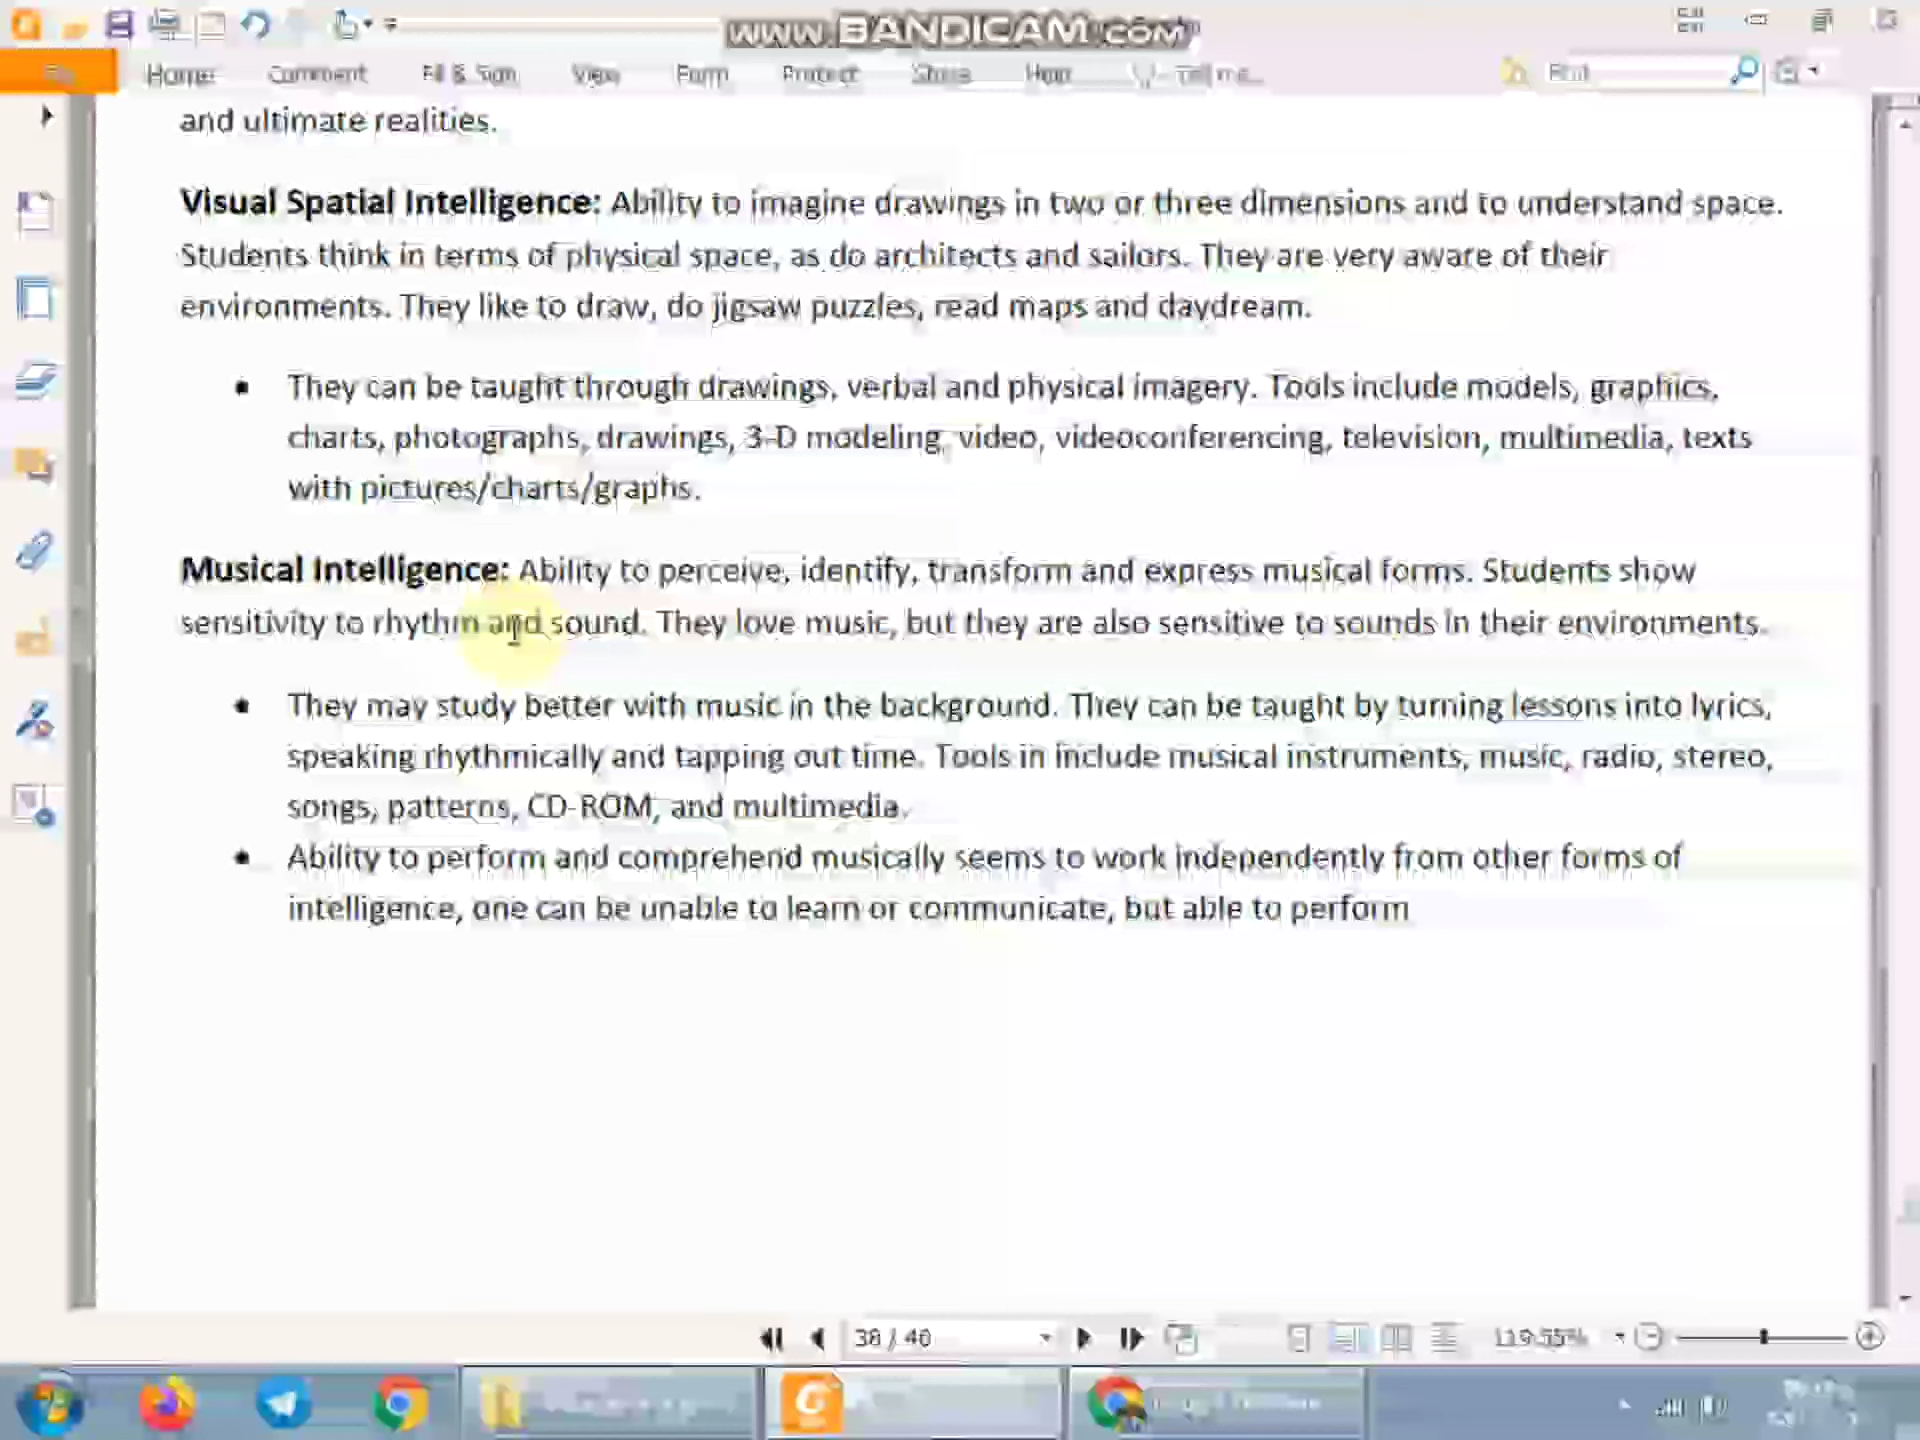 www.BANDICAM.com
Home Comment Fill & Sign View Form Protect Share Help Tell me...
Find
and ultimate realities.
Visual Spatial Intelligence: Ability to imagine drawings in two or three dimensions and to understand space.
Students think in terms of physical space, as do architects and sailors. They are very aware of their
environments. They like to draw, do jigsaw puzzles, read maps and daydream.
• They can be taught through drawings, verbal and physical imagery. Tools include models, graphics,
charts, photographs, drawings, 3-D modeling, video, videoconferencing, television, multimedia, texts
with pictures/charts/graphs.
Musical Intelligence: Ability to perceive, identify, transform and express musical forms. Students show
sensitivity to rhythm and sound. They love music, but they are also sensitive to sounds in their environments.
• They may study better with music in the background. They can be taught by turning lessons into lyrics,
speaking rhythmically and tapping out time. Tools in include musical instruments, music, radio, stereo,
songs, patterns, CD-ROM, and multimedia.
• Ability to perform and comprehend musically seems to work independently from other forms of
intelligence, one can be unable to learn or communicate, but able to perform
38 / 40
119.55%